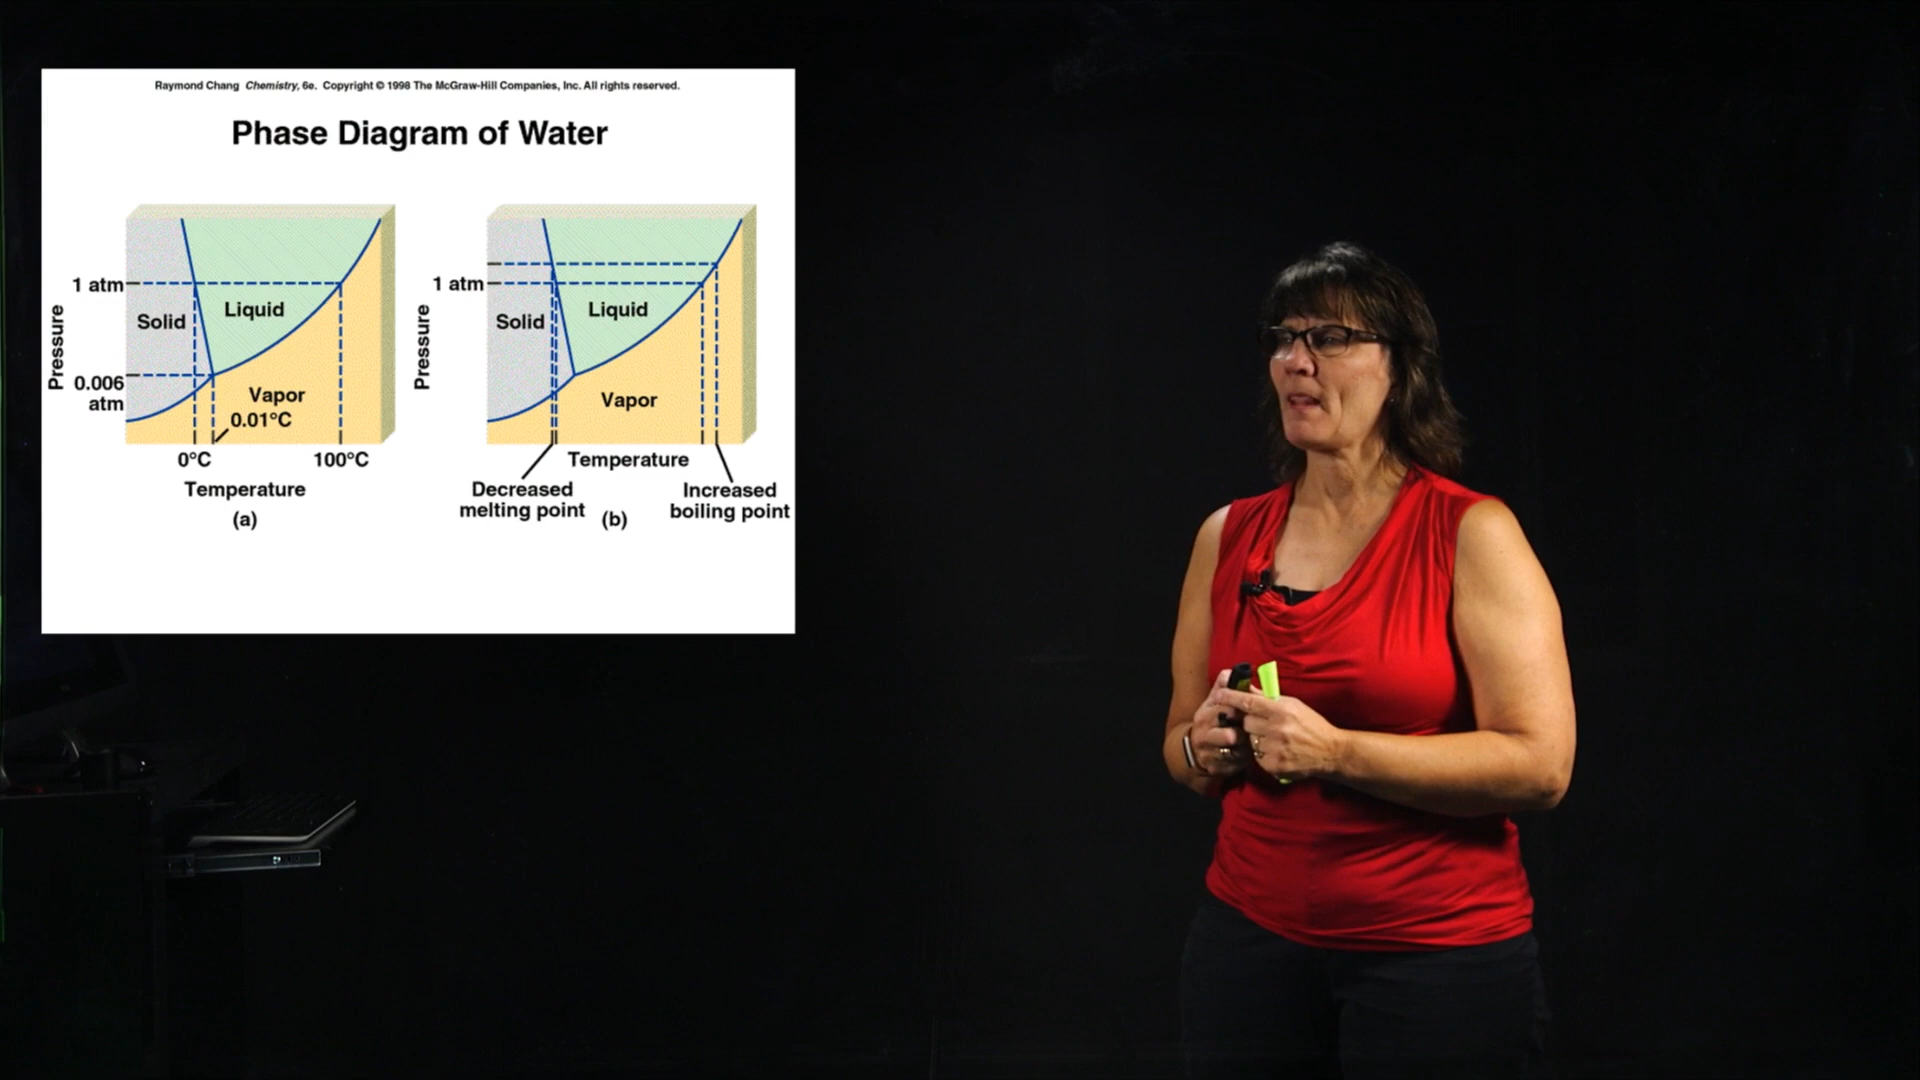 Raymond Chang Chemistry, 6e. Copyright © 1998 The McGraw-Hill Companies, Inc. All rights reserved.
Phase Diagram of Water
Pressure
1 atm
0.006
atm
Solid
Liquid
Vapor
0.01°C
0°C
100°C
Temperature
(a)
Pressure
1 atm
Solid
Liquid
Vapor
Temperature
Decreased
melting point
Increased
boiling point
(b)